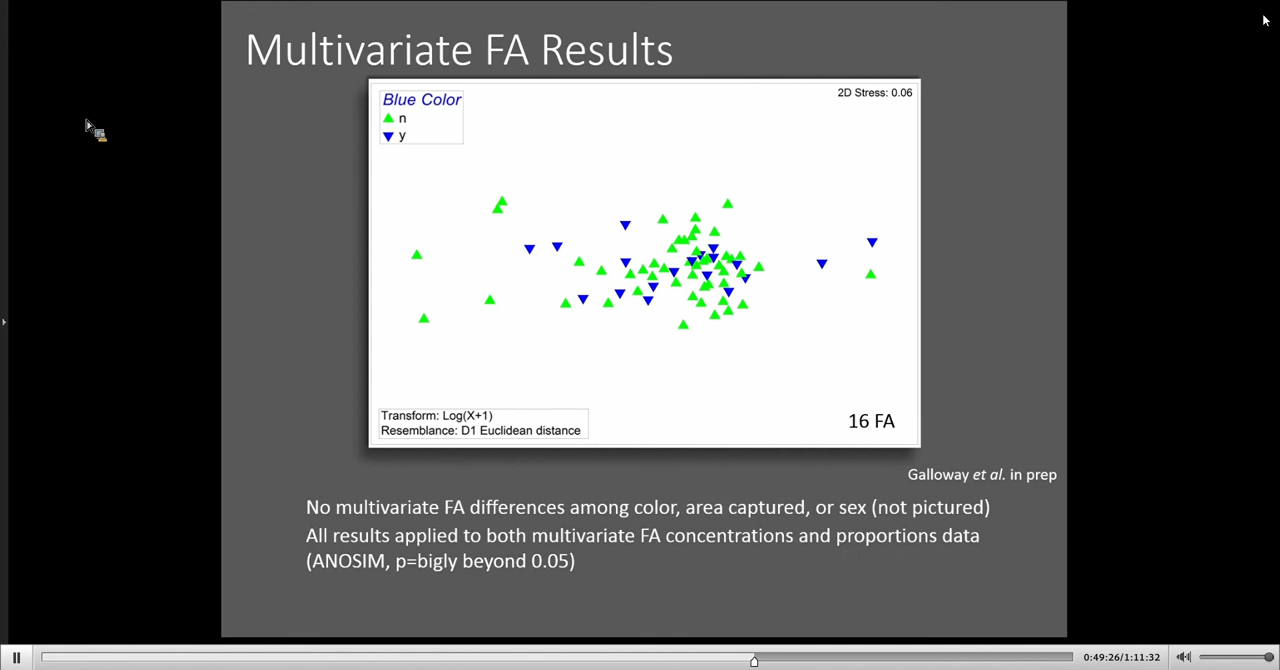 Multivariate FA Results
Blue Color
n
y
2D Stress: 0.06
Transform: Log(X+1)
Resemblance: D1 Euclidean distance
16 FA
Galloway et al. in prep
No multivariate FA differences among color, area captured, or sex (not pictured)
All results applied to both multivariate FA concentrations and proportions data
(ANOSIM, p=bigly beyond 0.05)
0:49:26/1:11:32